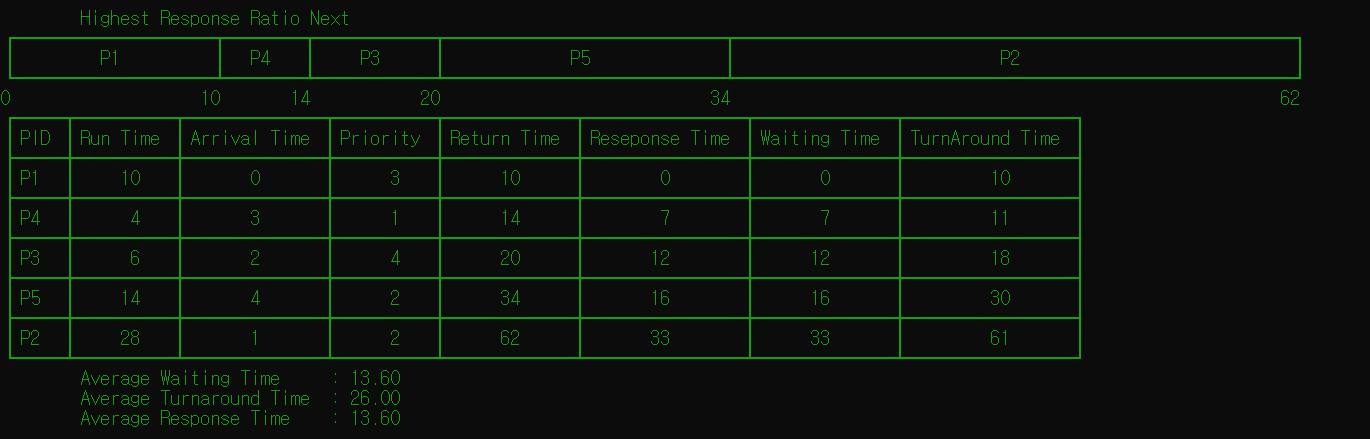 Highest Response Ratio Next
P1 P4 P3 P5 P2
0 10 14 20 34 62
PID Run Time Arrival Time Priority Return Time Reseponse Time Waiting Time TurnAround Time
P1 10 0 3 10 0 0 10
P4 4 3 1 14 7 7 11
P3 6 2 4 20 12 12 18
P5 14 4 2 34 16 16 30
P2 28 1 2 62 33 33 61
Average Waiting Time : 13.60
Average Turnaround Time : 26.00
Average Response Time : 13.60